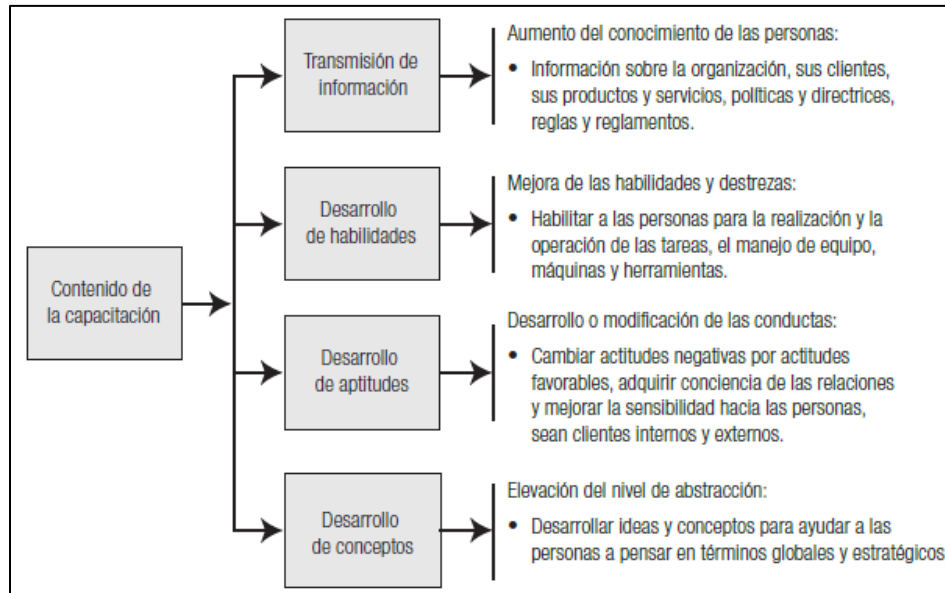 Contenido de
la capacitación
Transmisión de
información
Aumento del conocimiento de las personas:
• Información sobre la organización, sus clientes,
sus productos y servicios, políticas y directrices,
reglas y reglamentos.
Desarrollo
de habilidades
Mejora de las habilidades y destrezas:
• Habilitar a las personas para la realización y la
operación de las tareas, el manejo de equipo,
máquinas y herramientas.
Desarrollo
de aptitudes
Desarrollo o modificación de las conductas:
• Cambiar actitudes negativas por actitudes
favorables, adquirir conciencia de las relaciones
y mejorar la sensibilidad hacia las personas,
sean clientes internos y externos.
Desarrollo
de conceptos
Elevación del nivel de abstracción:
• Desarrollar ideas y conceptos para ayudar a las
personas a pensar en términos globales y estratégicos